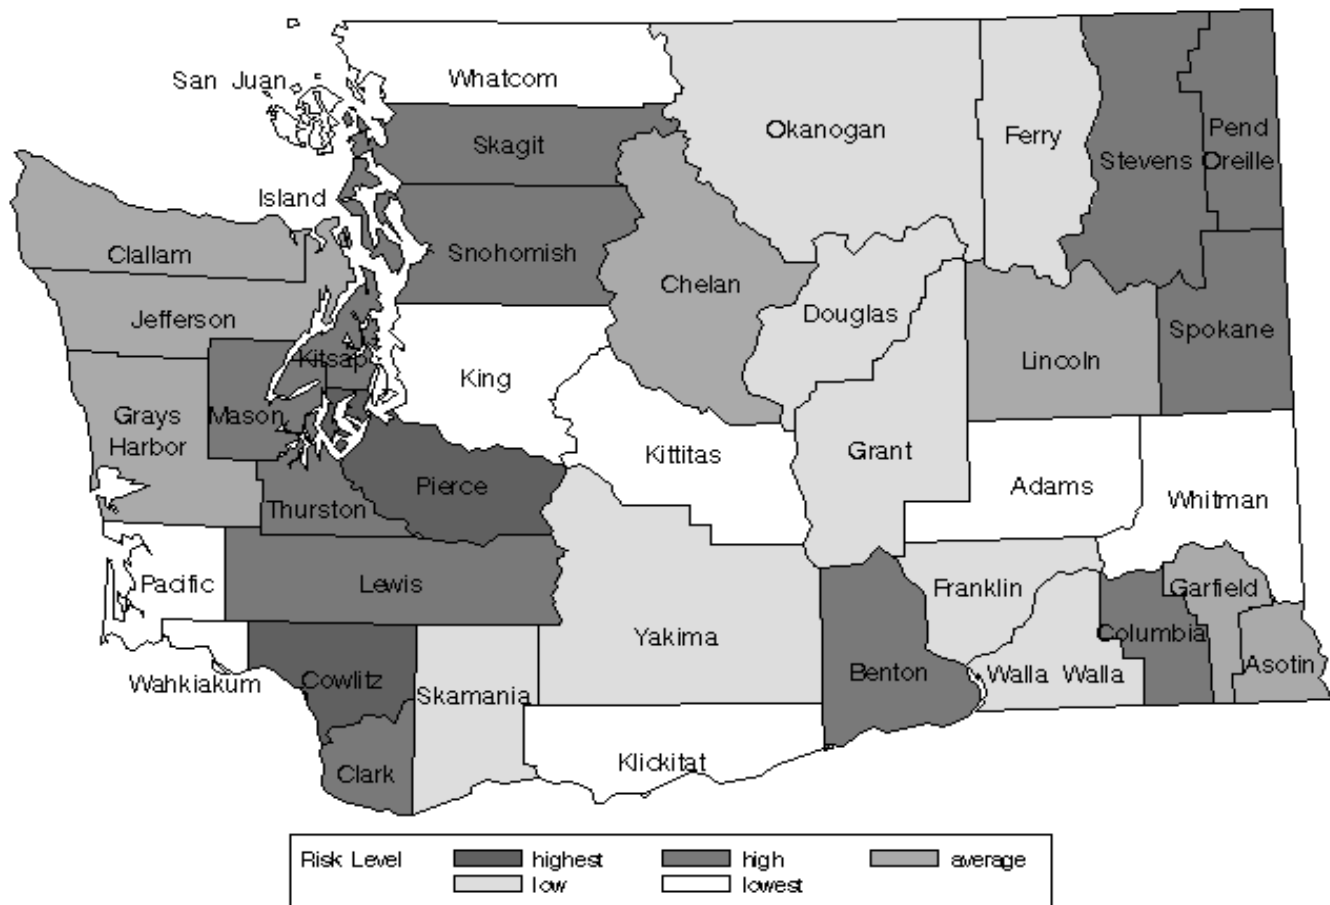 Whatcom
San Juan
Okanogan
Ferry
Pend
Oreille
Skagit
Stevens
Island
Clallam
Snohomish
Chelan
Jefferson
Douglas
Spokane
Kitsap
Lincoln
King
Grays
Harbor
Mason
Kittitas
Grant
Adams
Whitman
Pierce
Thurston
Pacific
Lewis
Franklin
Garfield
Yakima
Columbia
Wahkiakum
Cowlitz
Skamania
Benton
Walla Walla
Asotin
Clark
Klickitat
Risk Level highest high average
low lowest